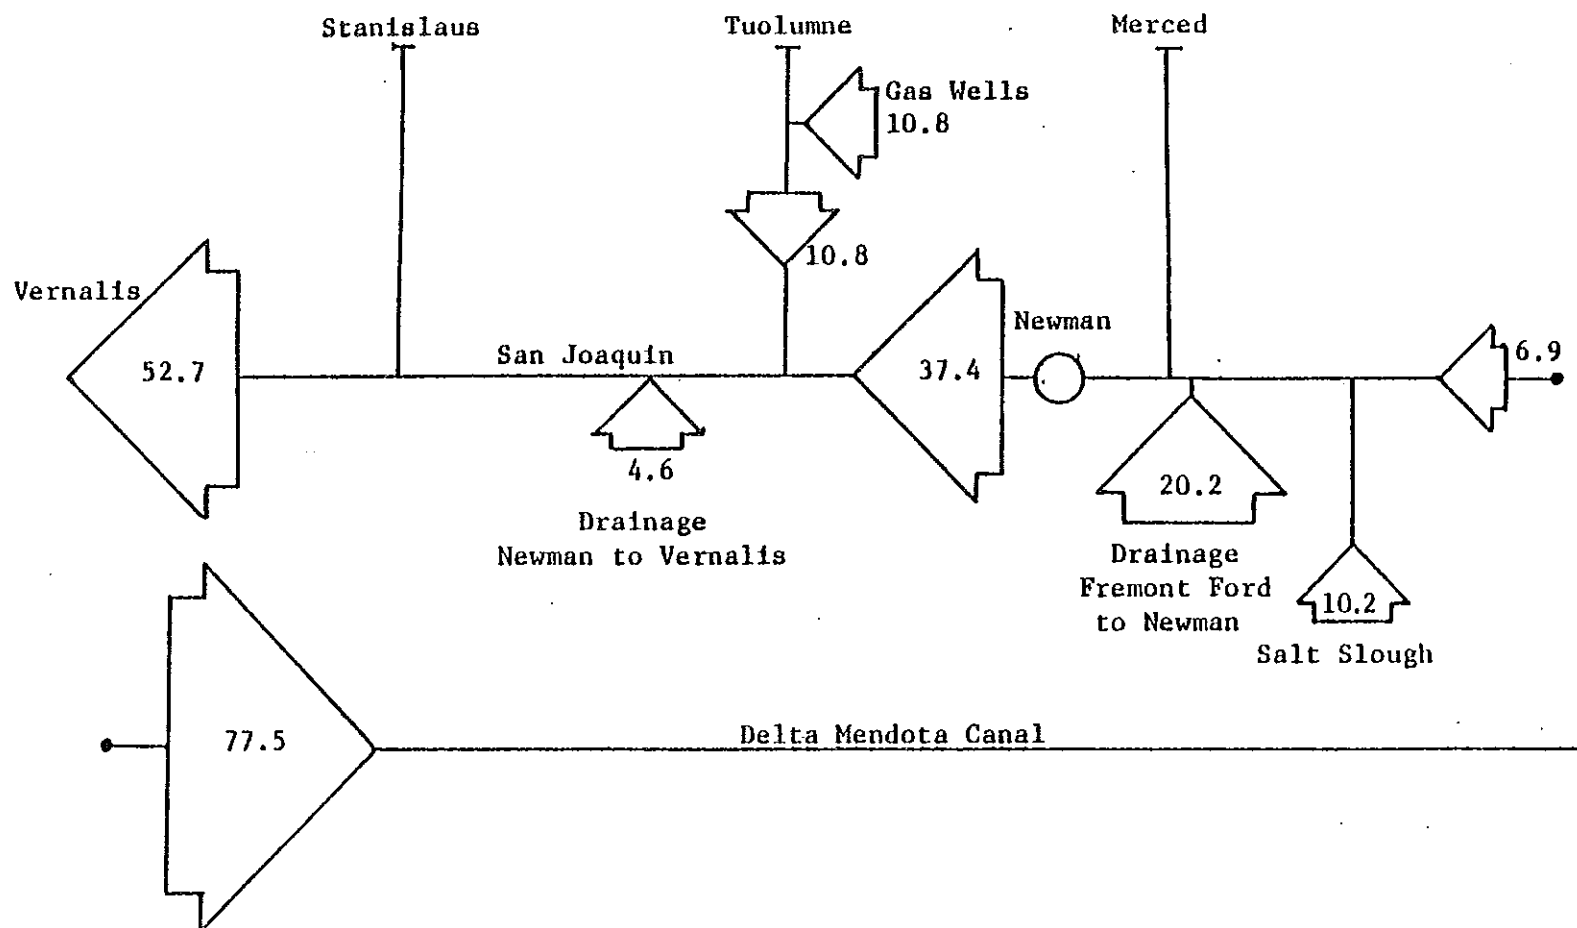 Stanislaus
Tuolumne
Merced
Gas Wells
10.8
10.8
Vernalis
52.7
San Joaquin
37.4
Newman
6.9
4.6
Drainage
Newman to Vernalis
20.2
Drainage
Fremont Ford
to Newman
10.2
Salt Slough
77.5
Delta Mendota Canal